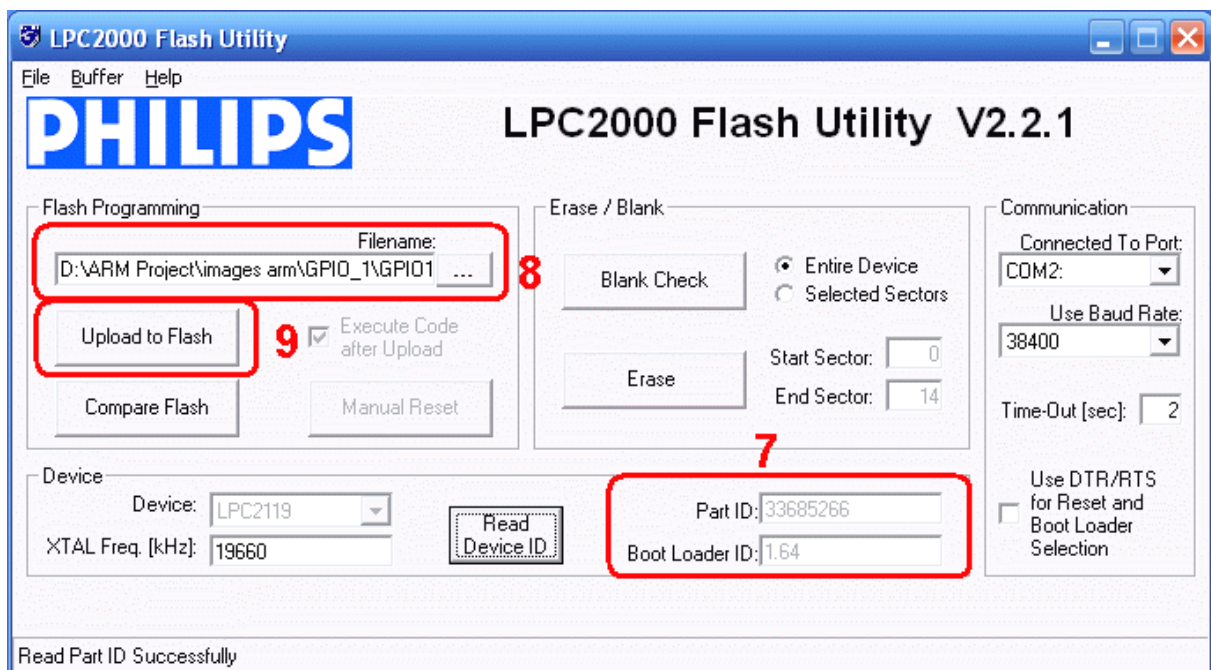 LPC2000 Flash Utility
File Buffer Help
PHILIPS
LPC2000 Flash Utility V2.2.1
Flash Programming
Filename:
D:\ARM Project\images arm\GPIO_1\GPIO1 ...
8
Upload to Flash
9
Execute Code
after Upload
Compare Flash
Manual Reset
Erase / Blank
Blank Check
Entire Device
Selected Sectors
Erase
Start Sector: 0
End Sector: 14
Communication
Connected To Port:
COM2:
Use Baud Rate:
38400
Time-Out [sec]: 2
Use DTR/RTS
for Reset and
Boot Loader
Selection
Device
Device: LPC2119
XTAL Freq. [kHz]: 19660
Read
Device ID
7
Part ID: 33685266
Boot Loader ID: 1.64
Read Part ID Successfully